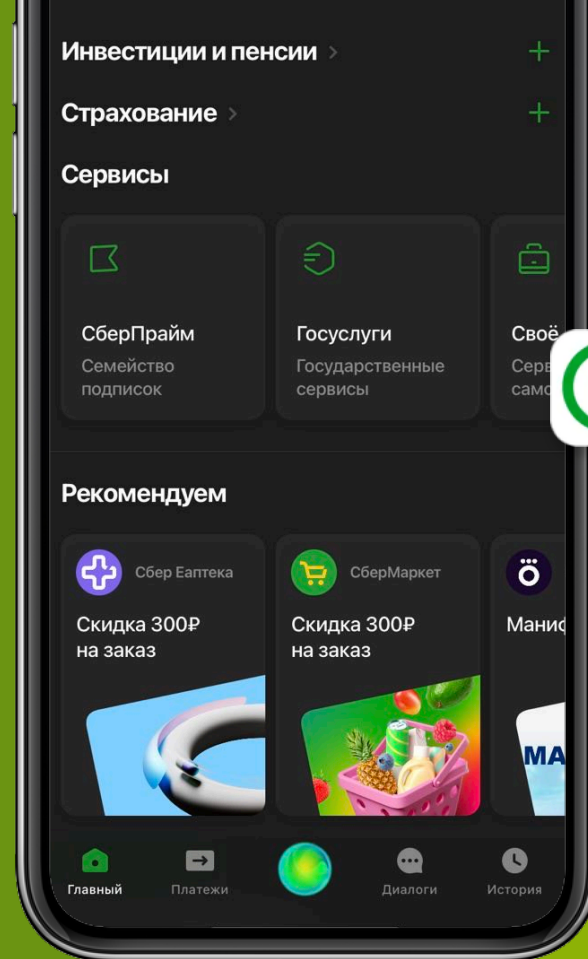 Инвестиции и пенсии
Страхование
Сервисы
СберПрайм
Семейство
подписок
Госуслуги
Государственные
сервисы
Своё
Рекомендуем
Сбер Еаптека
Скидка 300₽
на заказ
СберМаркет
Скидка 300₽
на заказ
Главный
Платежи
Диалоги
История